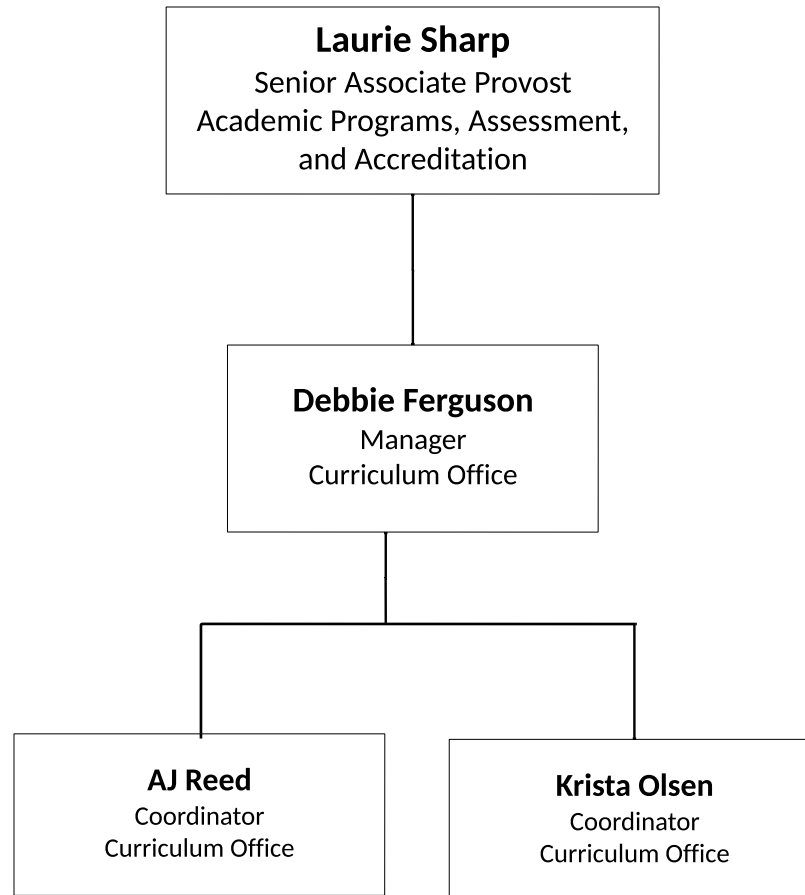 Laurie Sharp
Senior Associate Provost
Academic Programs, Assessment,
and Accreditation
Debbie Ferguson
Manager
Curriculum Office
AJ Reed
Coordinator
Curriculum Office
Krista Olsen
Coordinator
Curriculum Office